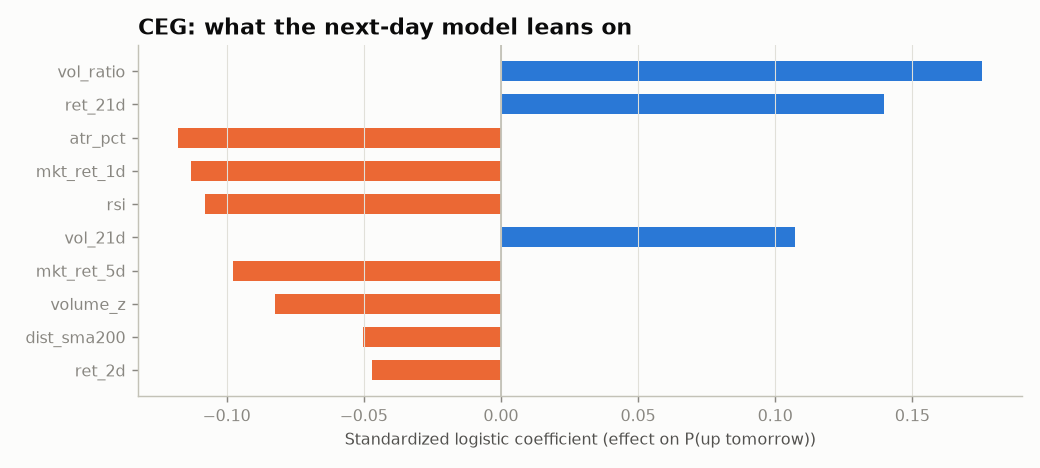 CEG: what the next-day model leans on
vol_ratio
ret_21d
atr_pct
mkt_ret_1d
rsi
vol_21d
mkt_ret_5d
volume_z
dist_sma200
ret_2d
−0.10 −0.05 0.00 0.05 0.10 0.15
Standardized logistic coefficient (effect on P(up tomorrow))